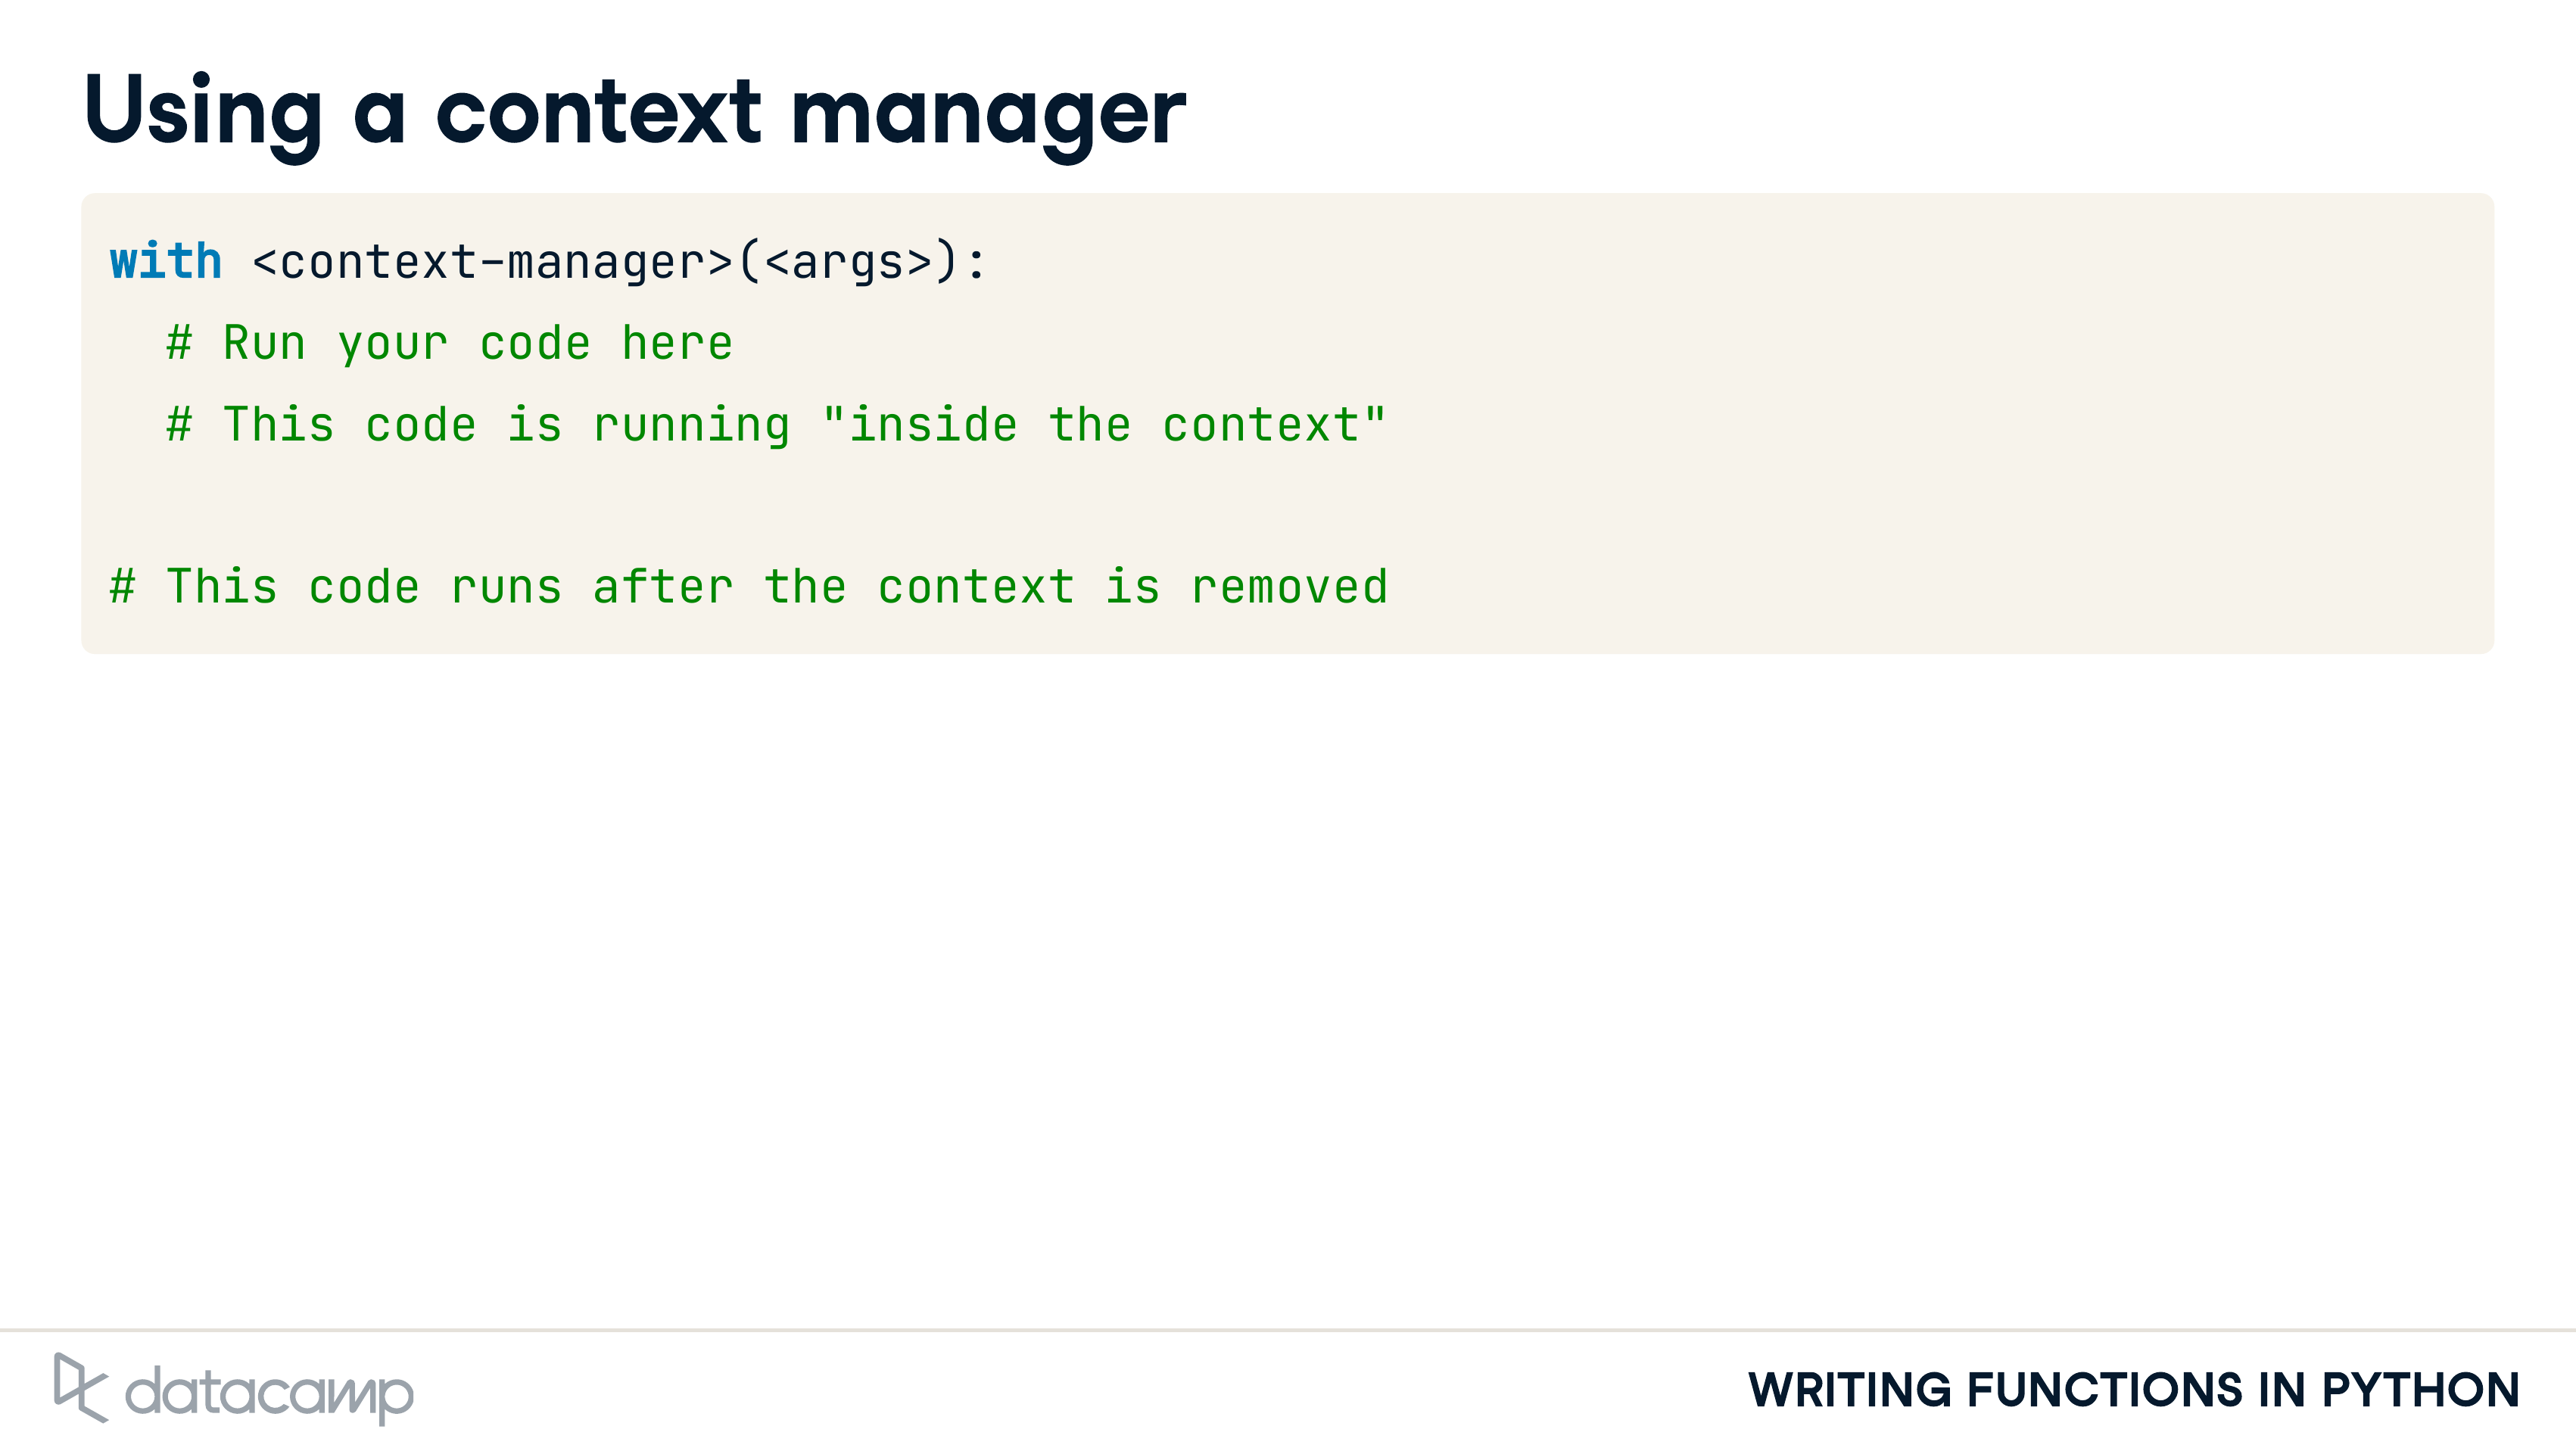 Using a context manager
with <context-manager>(<args>):
  # Run your code here
  # This code is running "inside the context"
# This code runs after the context is removed
datacamp
WRITING FUNCTIONS IN PYTHON